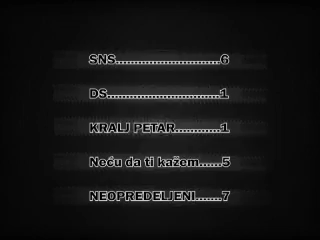 SNS............................6
DS..............................1
KRALJ PETAR............1
Neću da ti kažem......5
NEOPREDELJENI.......7